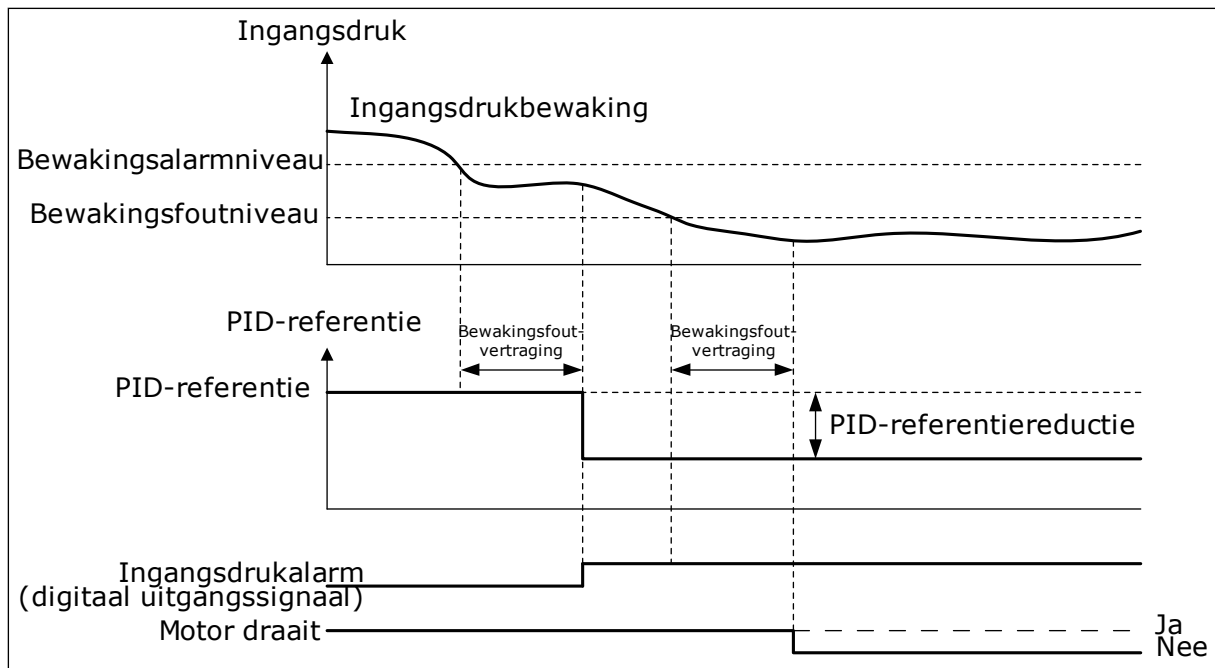 Ingangsdruk
Ingangsdrukbewaking
Bewakingsalarmniveau
Bewakingsfoutniveau
PID-referentie
Bewakingsfout-
vertraging
Bewakingsfout-
vertraging
PID-referentie
PID-referentiereductie
Ingangsdrukalarm
(digitaal uitgangssignaal)
Motor draait
Ja
Nee